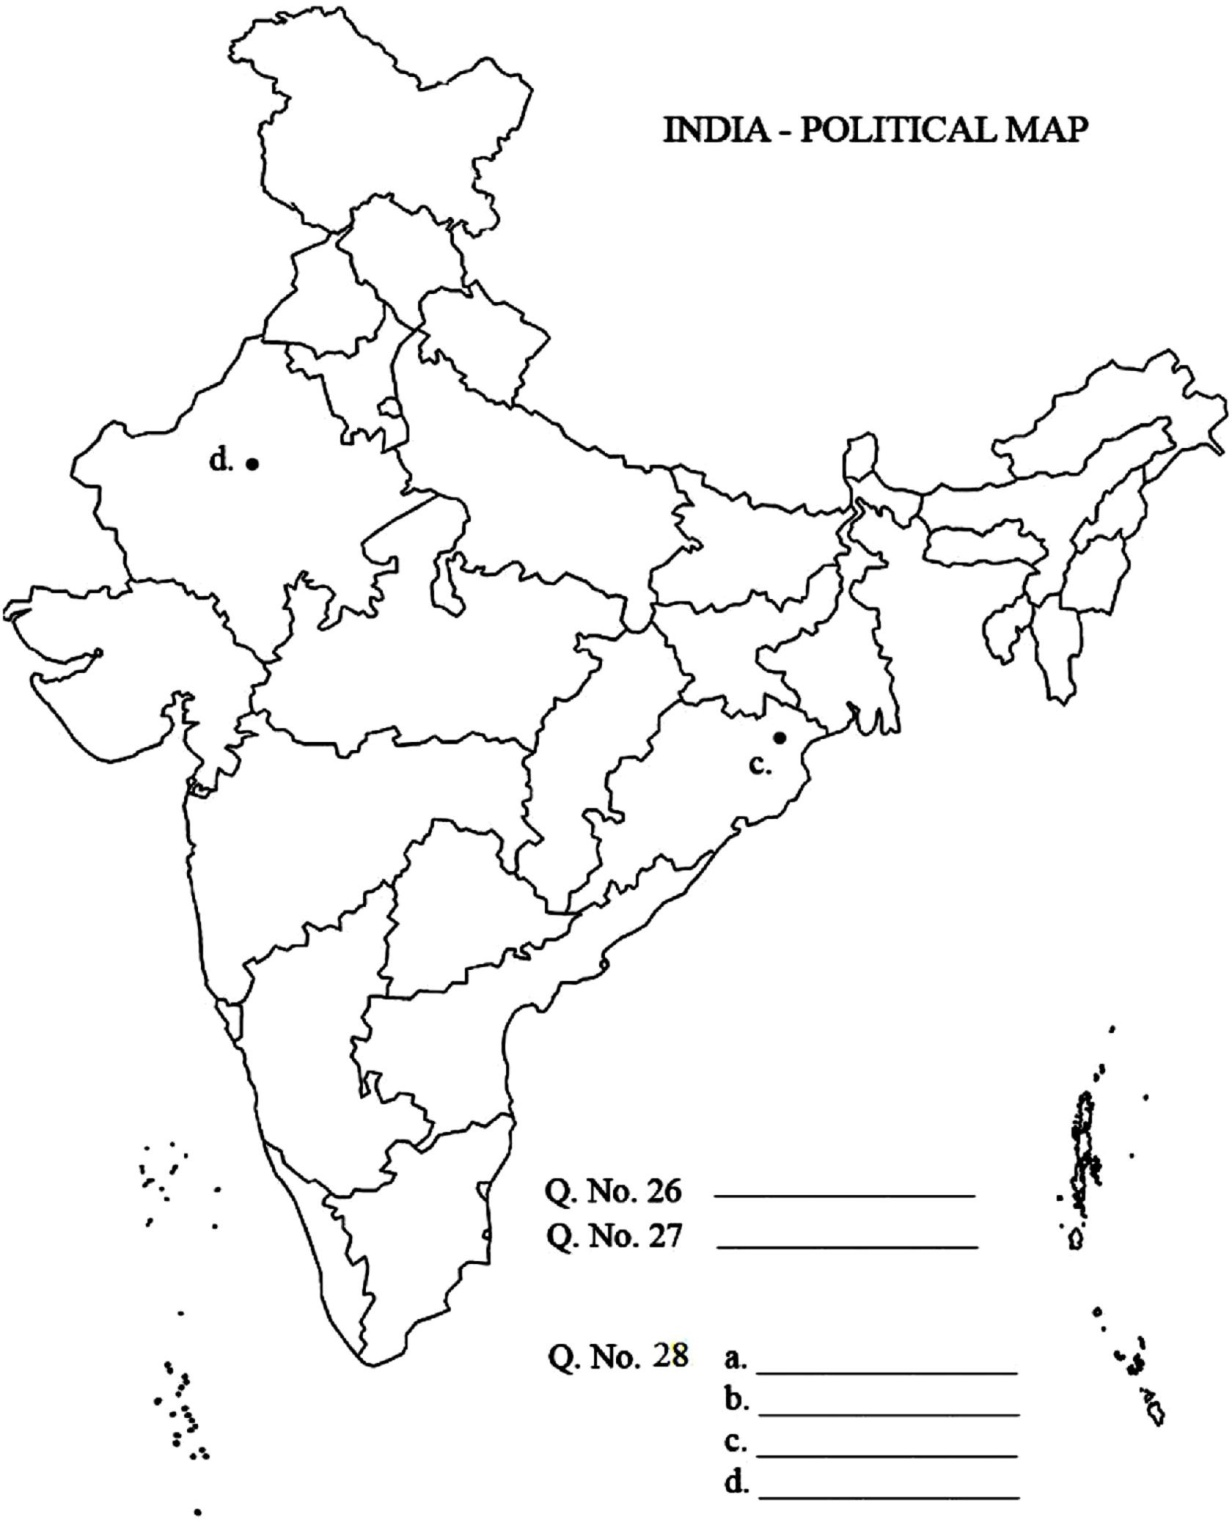 INDIA - POLITICAL MAP
d.
c.
Q. No. 26
Q. No. 27
Q. No. 28 a.
b.
c.
d.